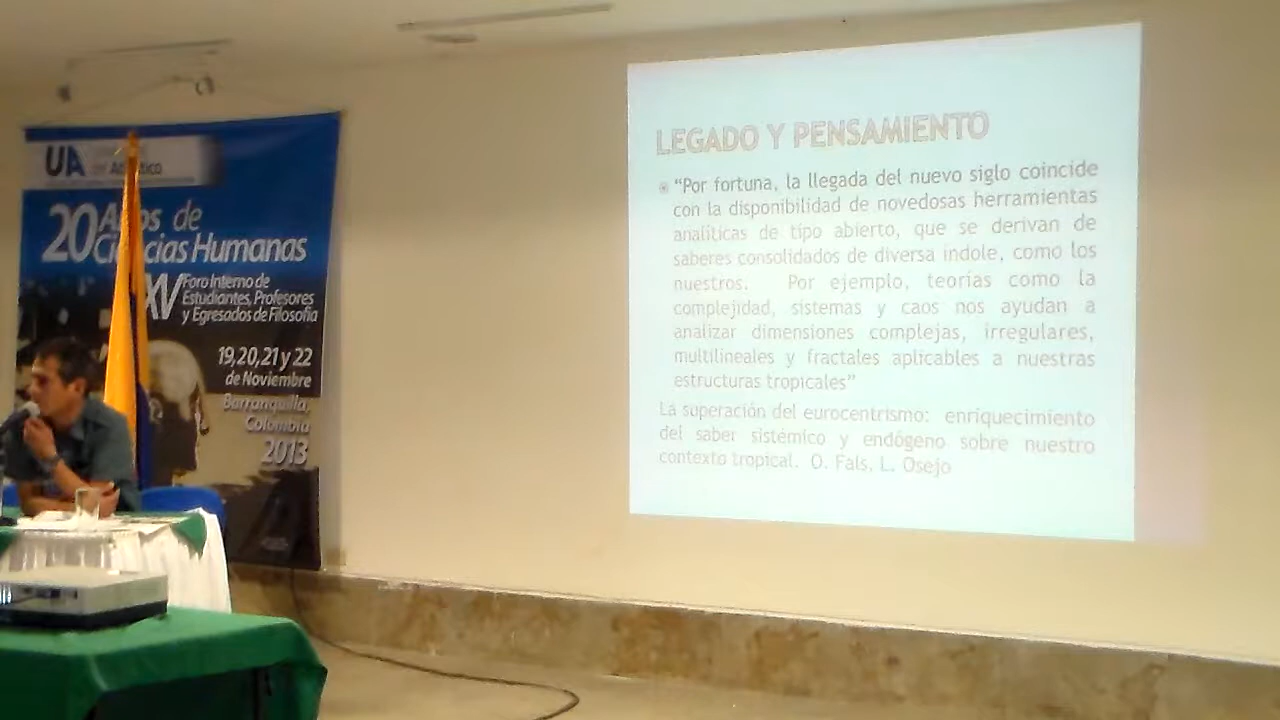 UA
del Atlántico
20 Años de
Ciencias Humanas
XV Foro Interno de
Estudiantes, Profesores
y Egresados de Filosofía
19, 20, 21 y 22
de Noviembre
Barranquilla,
Colombia
2013
LEGADO Y PENSAMIENTO
“Por fortuna, la llegada del nuevo siglo coincide
con la disponibilidad de novedosas herramientas
analíticas de tipo abierto, que se derivan de
saberes consolidados de diversa indole, como los
nuestros. Por ejemplo, teorías como la
complejidad, sistemas y caos nos ayudan a
analizar dimensiones complejas, irregulares,
multilineales y fractales aplicables a nuestras
estructuras tropicales”
La superación del eurocentrismo: enriquecimiento
del saber sistémico y endógeno sobre nuestro
contexto tropical. O. Fals, L. Osejo